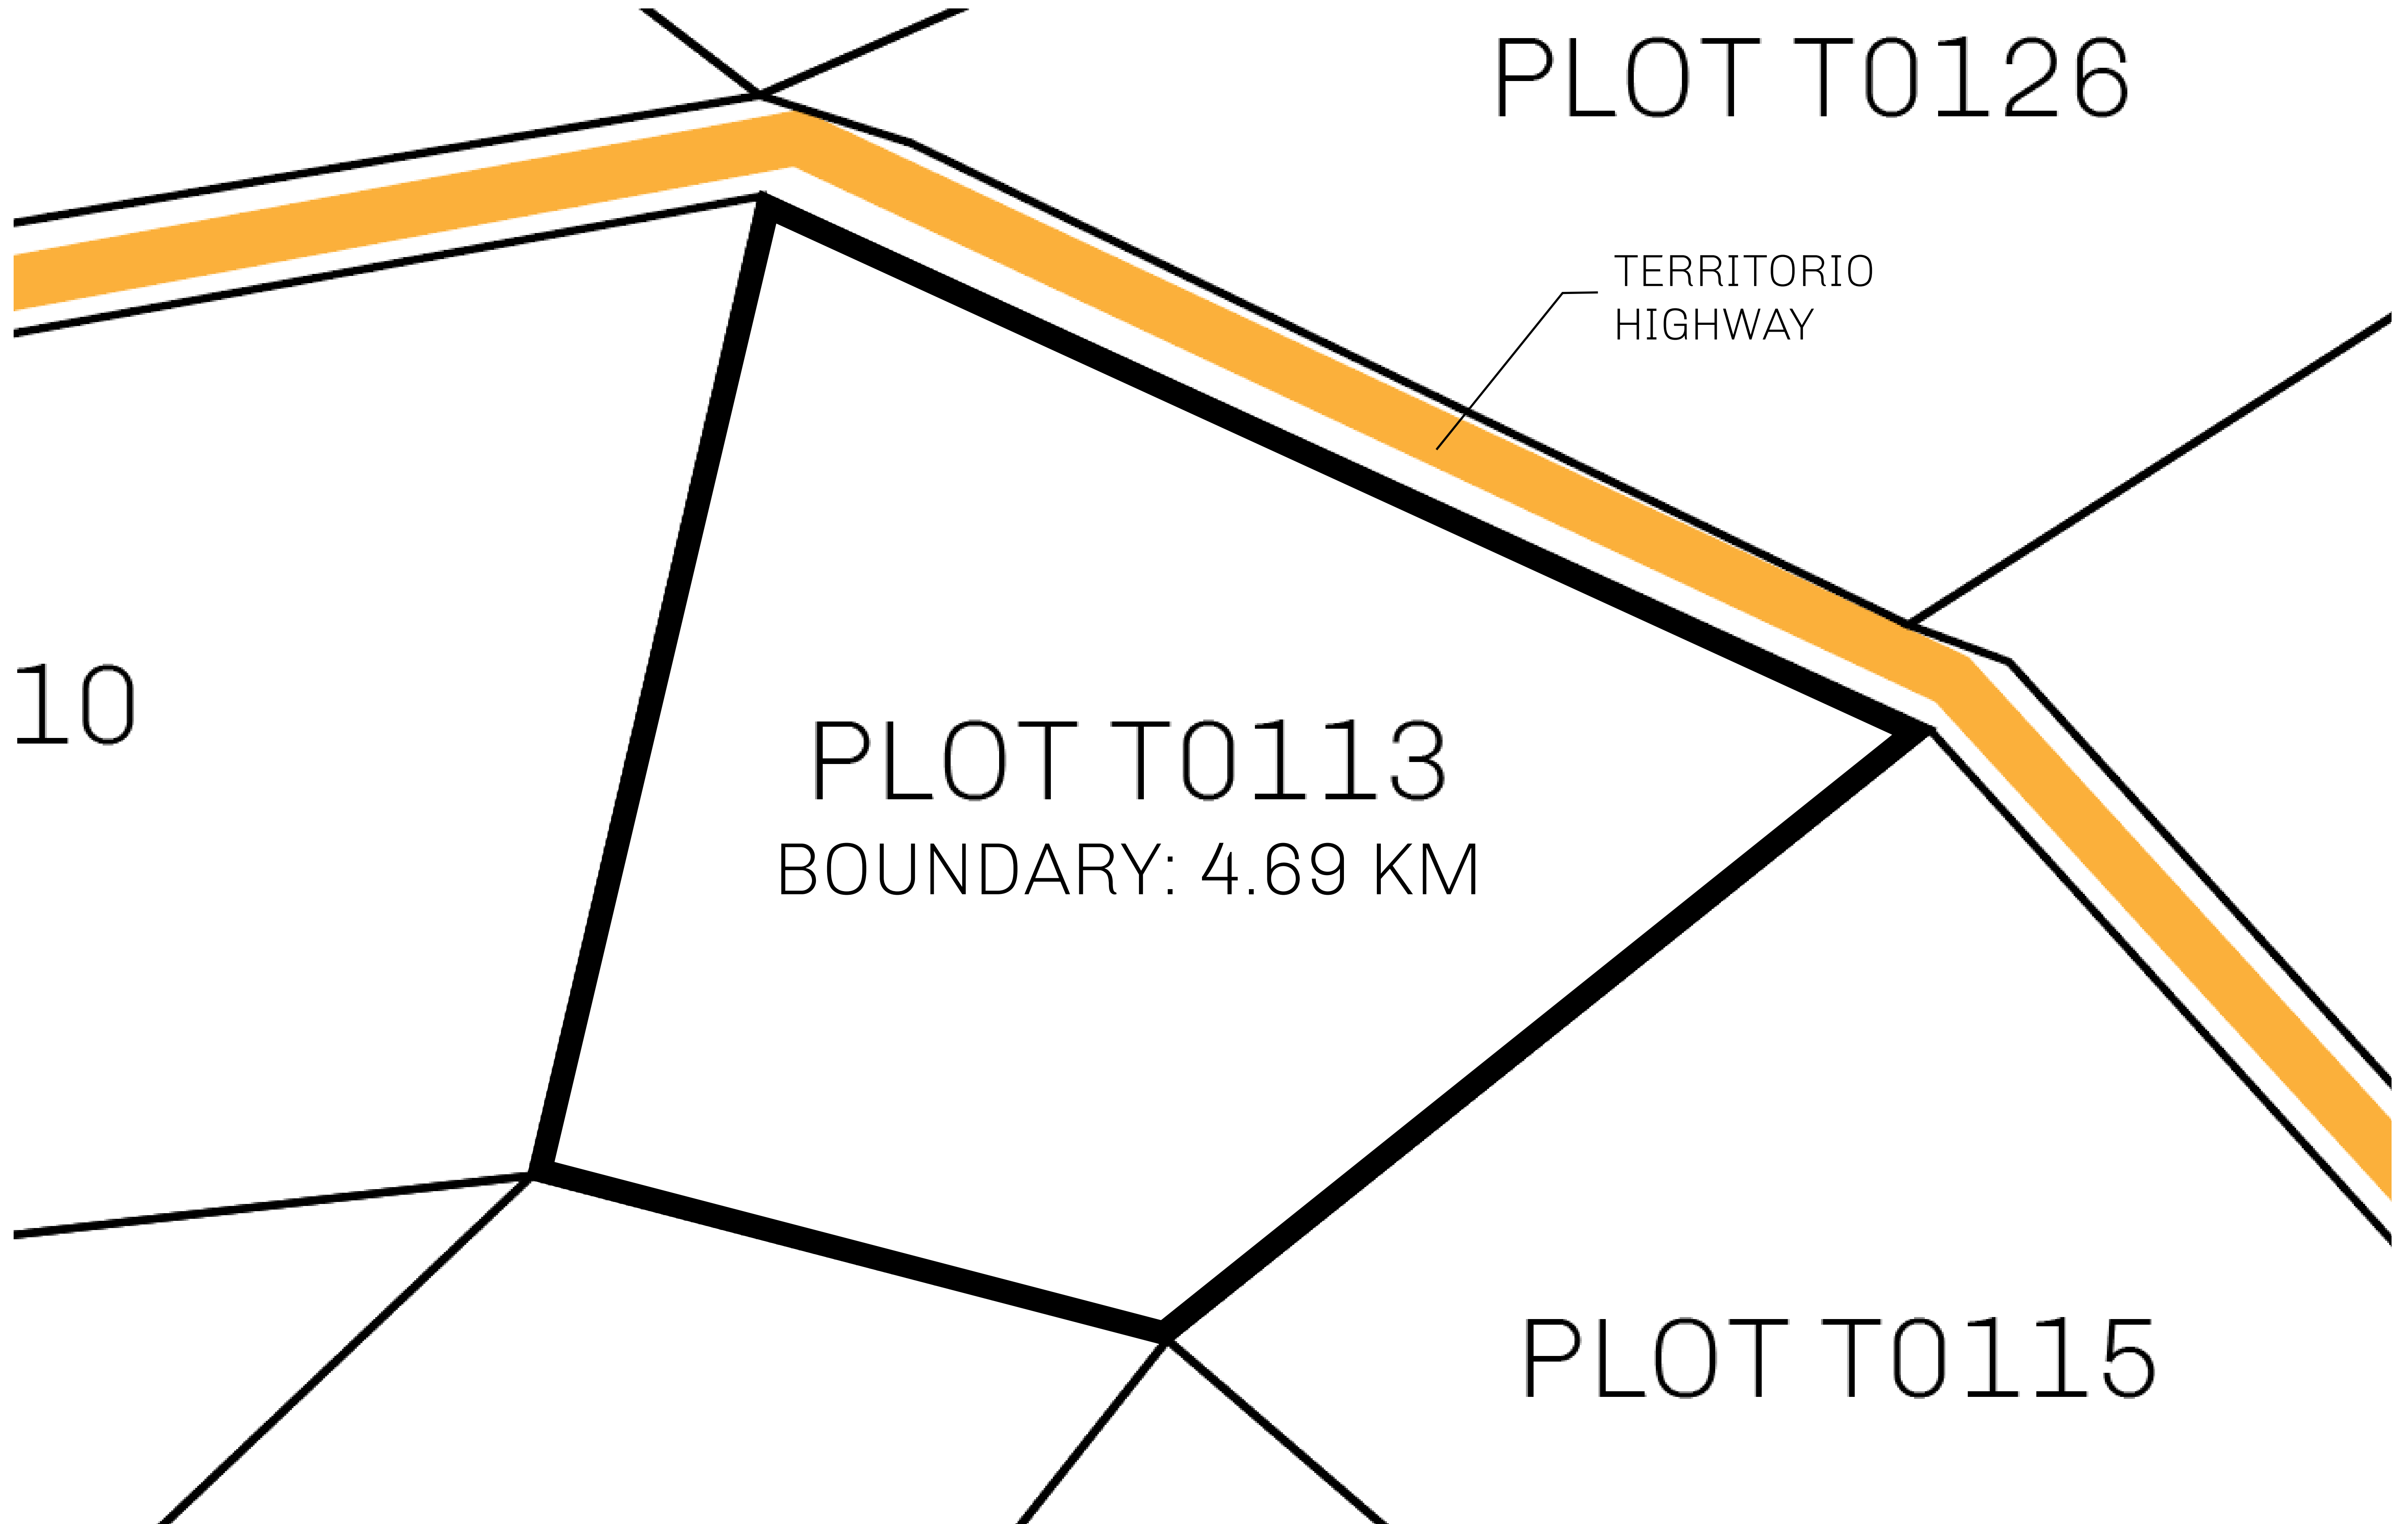 PLOT T0126
TERRITORIO
HIGHWAY
10
PLOT T0113
BOUNDARY: 4.69 KM
PLOT T0115